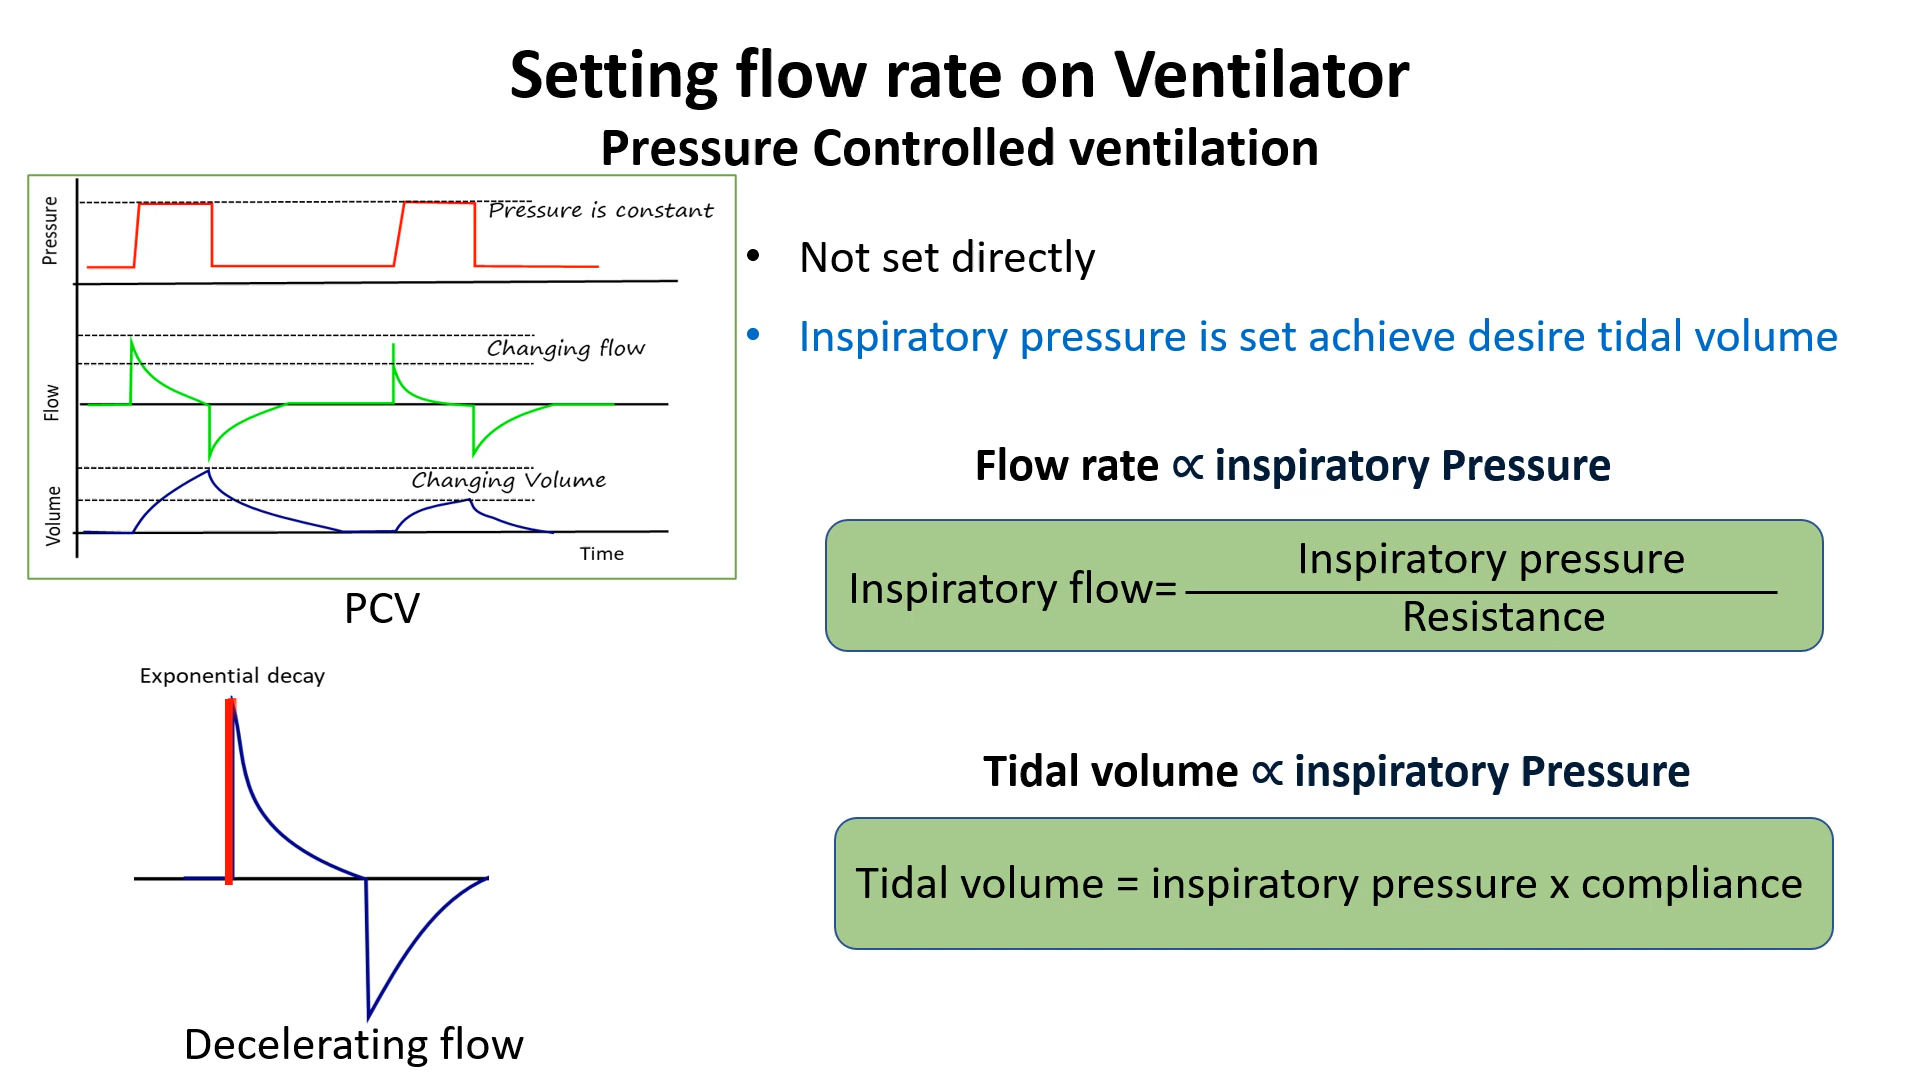 Setting flow rate on Ventilator
Pressure Controlled ventilation
Pressure
Pressure is constant
Changing flow
Flow
Changing Volume
Volume
Time
PCV
Exponential decay
Decelerating flow
• Not set directly
• Inspiratory pressure is set achieve desire tidal volume
Flow rate ∝ inspiratory Pressure
Inspiratory pressure
Inspiratory flow=
Resistance
Tidal volume ∝ inspiratory Pressure
Tidal volume = inspiratory pressure x compliance